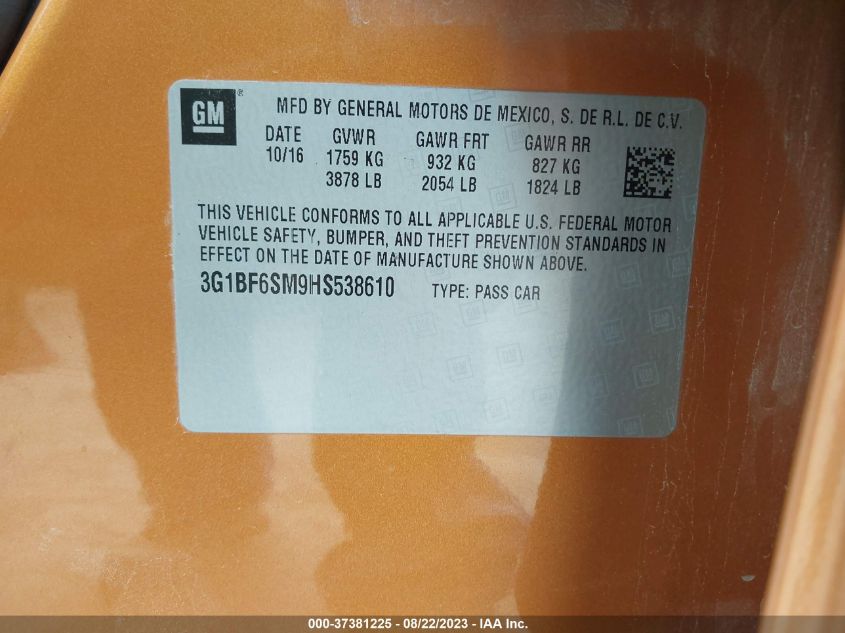 GM ®
MFD BY GENERAL MOTORS DE MEXICO, S. DE R.L. DE C.V.
DATE GVWR GAWR FRT GAWR RR
10/16 1759 KG 932 KG 827 KG
3878 LB 2054 LB 1824 LB
THIS VEHICLE CONFORMS TO ALL APPLICABLE U.S. FEDERAL MOTOR
VEHICLE SAFETY, BUMPER, AND THEFT PREVENTION STANDARDS IN
EFFECT ON THE DATE OF MANUFACTURE SHOWN ABOVE.
3G1BF6SM9HS538610 TYPE: PASS CAR
000-37381225 - 08/22/2023 - IAA Inc.